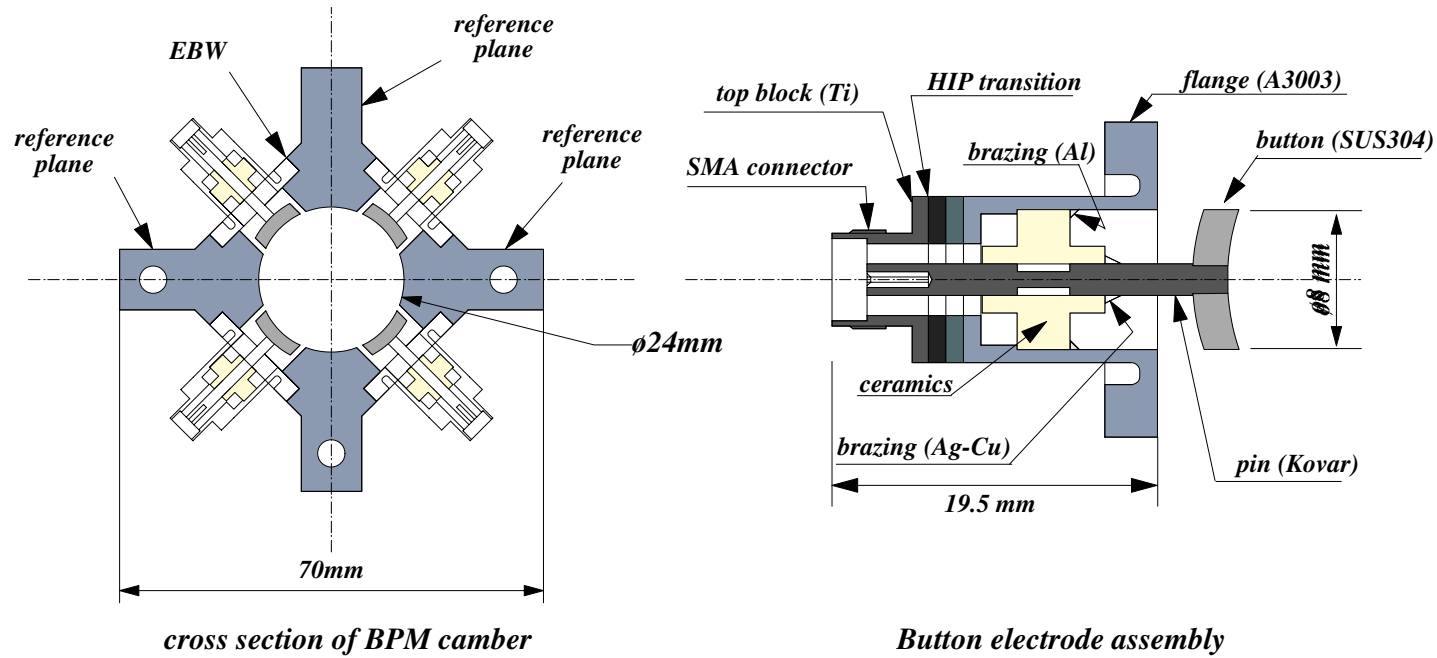 reference
plane
EBW
reference
plane
reference
plane
ø24mm
70mm
cross section of BPM camber
top block (Ti)
HIP transition
flange (A3003)
SMA connector
brazing (Al)
button (SUS304)
ø8 mm
ceramics
brazing (Ag-Cu)
pin (Kovar)
19.5 mm
Button electrode assembly